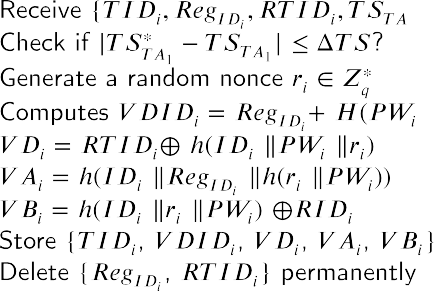 Receive {TID_i, Reg_{ID_i}, RTID_i, TS_{TA
Check if |TS^*_{TA_1} − TS_{TA_1}| ≤ ΔTS?
Generate a random nonce r_i ∈ Z^*_q
Computes VDID_i = Reg_{ID_i} + H(PW_i
VD_i = RTID_i ⊕ h(ID_i ∥PW_i ∥r_i)
VA_i = h(ID_i ∥Reg_{ID_i} ∥h(r_i ∥PW_i))
VB_i = h(ID_i ∥r_i ∥PW_i) ⊕RID_i
Store {TID_i, VDID_i, VD_i, VA_i, VB_i}
Delete {Reg_{ID_i}, RTID_i} permanently